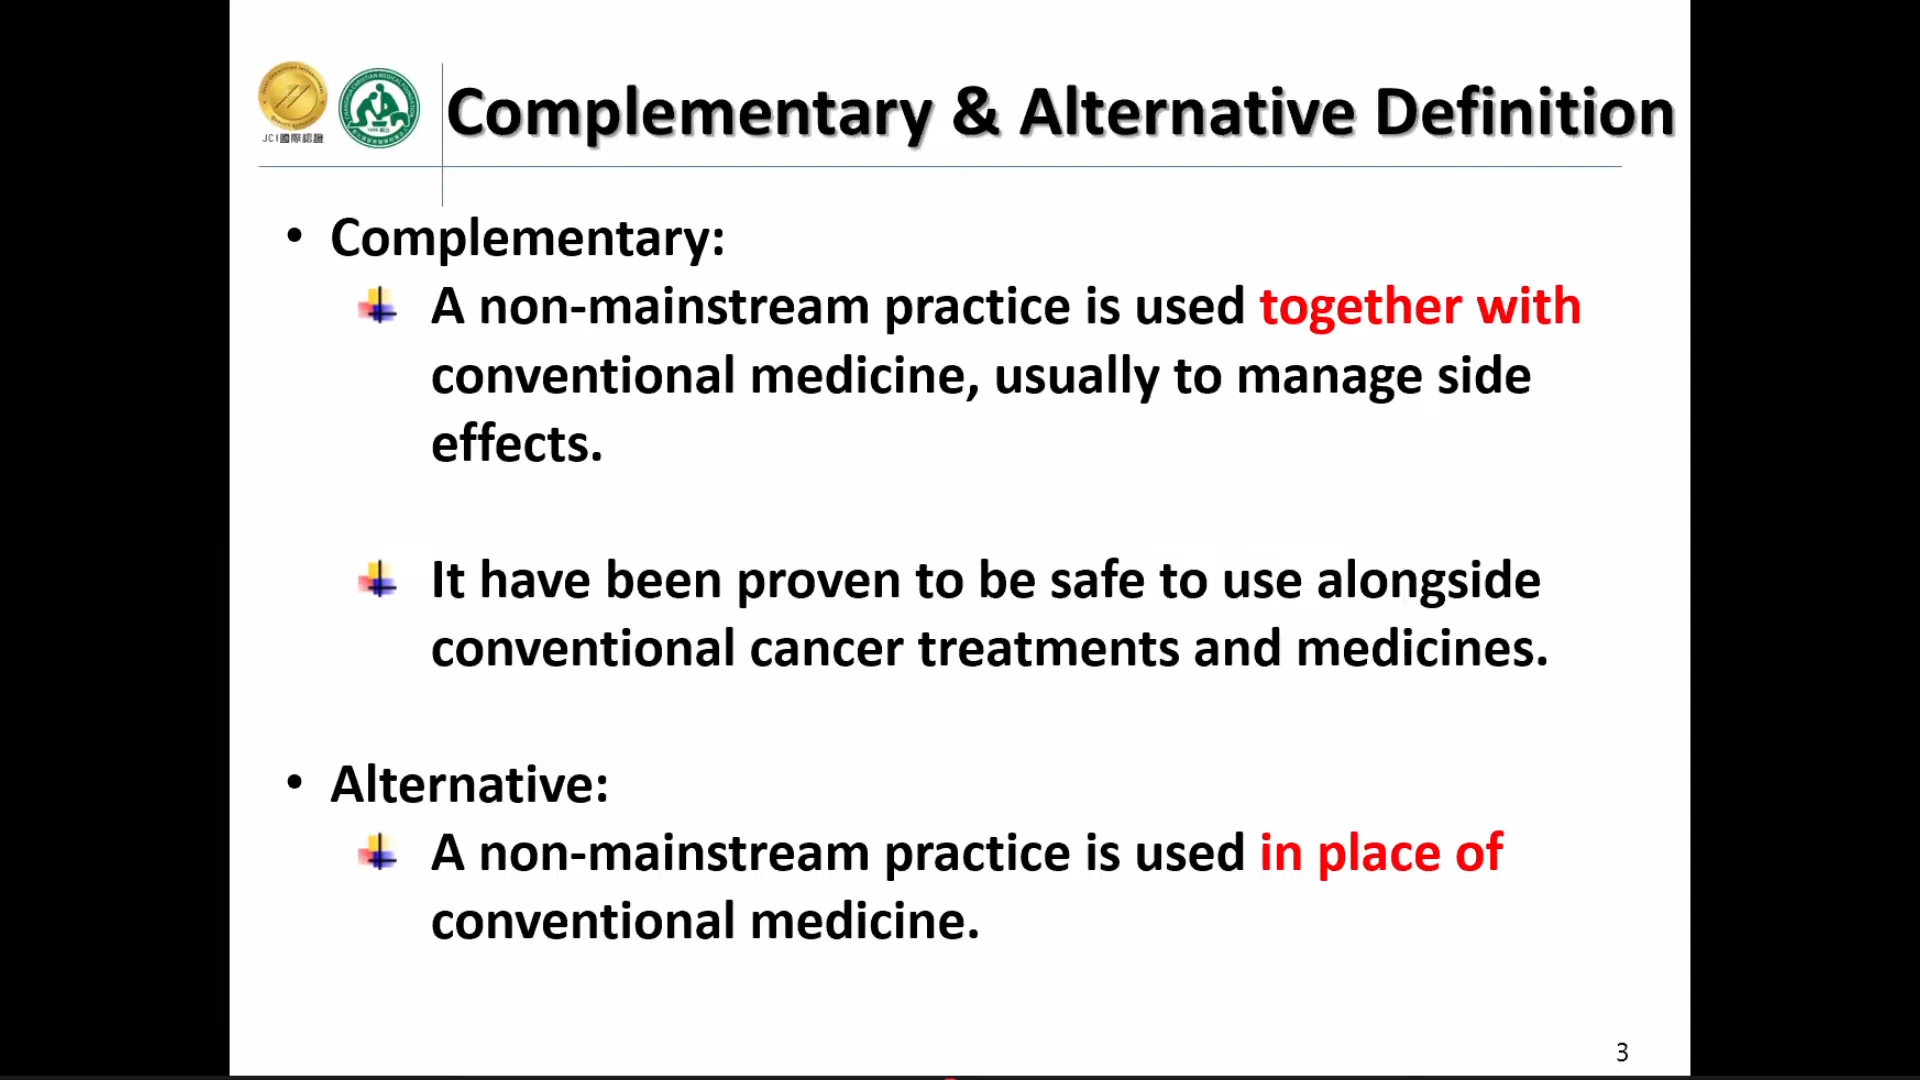 JCI國際認證
Complementary & Alternative Definition
• Complementary:
A non-mainstream practice is used together with
conventional medicine, usually to manage side
effects.
It have been proven to be safe to use alongside
conventional cancer treatments and medicines.
• Alternative:
A non-mainstream practice is used in place of
conventional medicine.
3